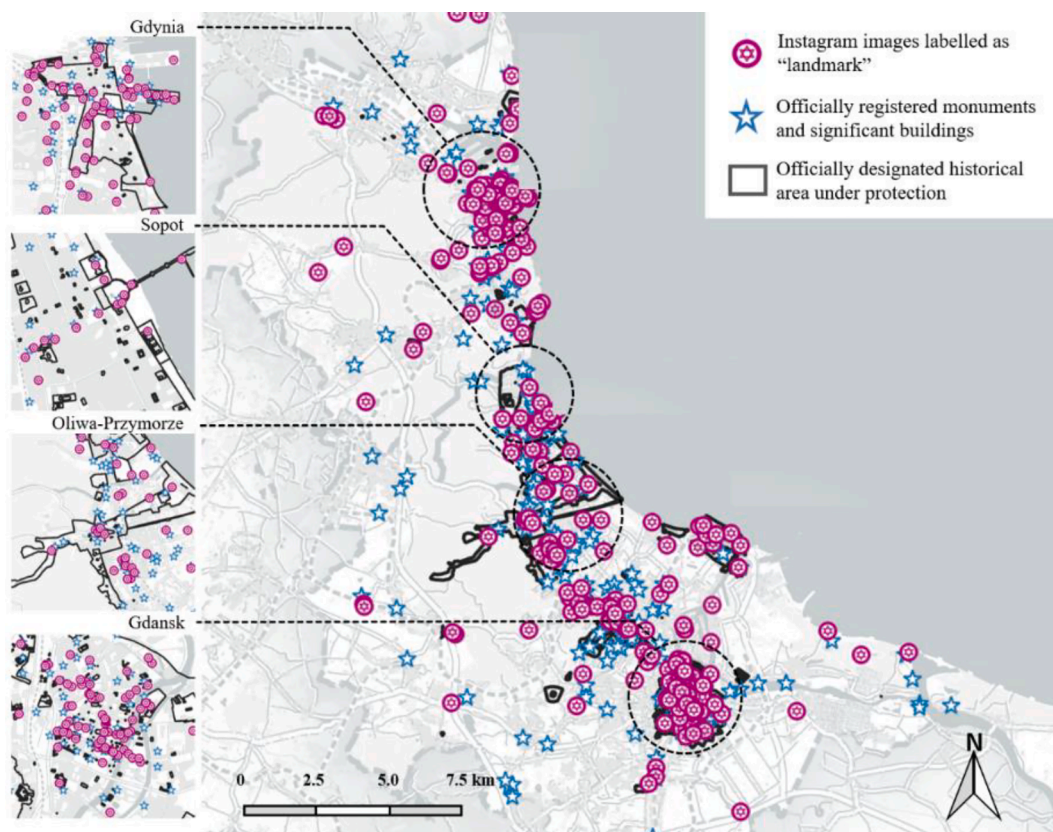 Gdynia
Sopot
Oliwa-Przymorze
Gdansk
Instagram images labelled as
“landmark”
Officially registered monuments
and significant buildings
Officially designated historical
area under protection
0 2.5 5.0 7.5 km
N